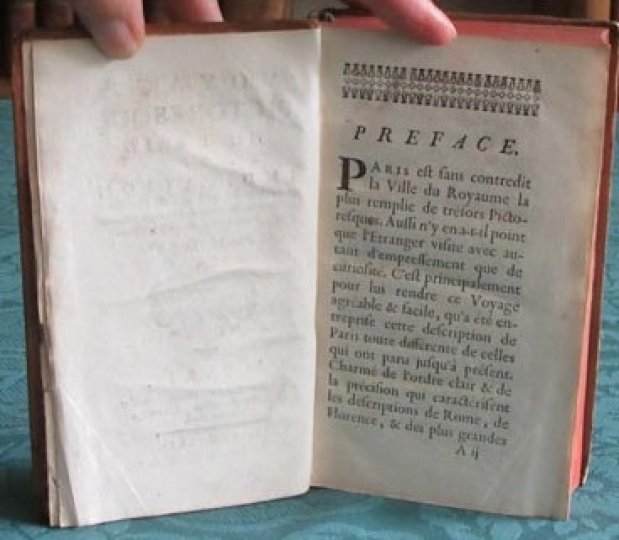 PREFACE.
PARIS est sans contredit
la Ville du Royaume la
plus remplie de tresors Picto-
resques. Aussi n'y en a-t-il point
que l'Etranger visite avec au-
tant d'empressement que de
curiosité. C'est principalement
pour lui rendre ce Voyage
agréable & facile, qu'a été en-
treprise cette description de
Paris toute différente de celles
qui ont paru jusqu'à présent.
Charmé de l'ordre clair & de
la précision qui caractérisent
les descriptions de Rome, de
Florence, & des plus grandes
A ij